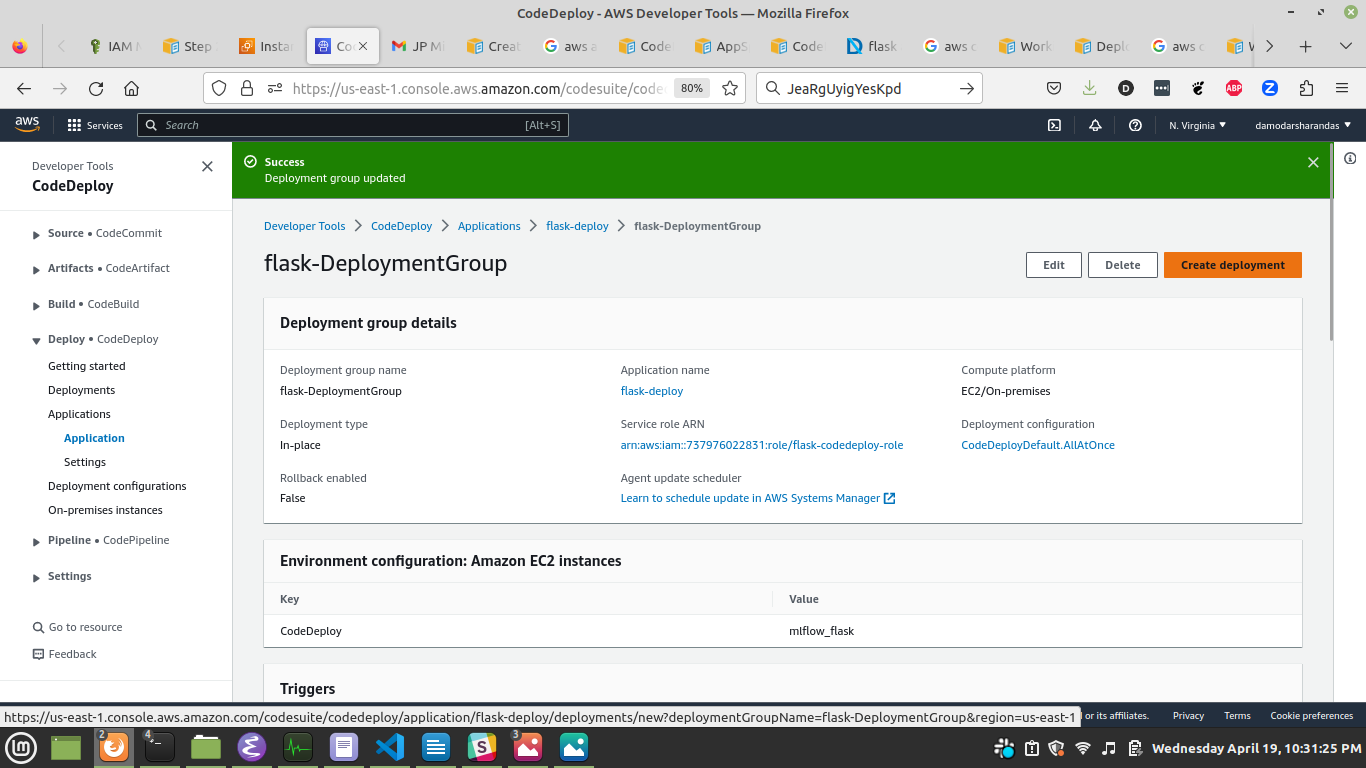 CodeDeploy - AWS Developer Tools — Mozilla Firefox
IAM
Step
Instar
Co
JP Mi
Creat
aws a
Code
AppS
Code
flask
aws c
Work
Depl
aws c
https://us-east-1.console.aws.amazon.com/codesuite/code
80%
JeaRgUyigYesKpd
D
ABP
Z
aws
Services
Search
[Alt+S]
N. Virginia
damodarsharandas
Developer Tools
CodeDeploy
Source • CodeCommit
Artifacts • CodeArtifact
Build • CodeBuild
Deploy • CodeDeploy
Getting started
Deployments
Applications
Application
Settings
Deployment configurations
On-premises instances
Pipeline • CodePipeline
Settings
Go to resource
Feedback
Success
Deployment group updated
Developer Tools
CodeDeploy
Applications
flask-deploy
flask-DeploymentGroup
flask-DeploymentGroup
Edit
Delete
Create deployment
Deployment group details
Deployment group name
flask-DeploymentGroup
Application name
flask-deploy
Compute platform
EC2/On-premises
Deployment type
In-place
Service role ARN
arn:aws:iam::737976022831:role/flask-codedeploy-role
Deployment configuration
CodeDeployDefault.AllAtOnce
Rollback enabled
False
Agent update scheduler
Learn to schedule update in AWS Systems Manager
Environment configuration: Amazon EC2 instances
Key
Value
CodeDeploy
mlflow_flask
Triggers
https://us-east-1.console.aws.amazon.com/codesuite/codedeploy/application/flask-deploy/deployments/new?deploymentGroupName=flask-DeploymentGroup&region=us-east-1
or its affiliates.
Privacy
Terms
Cookie preferences
2
4
3
Wednesday April 19, 10:31:25 PM